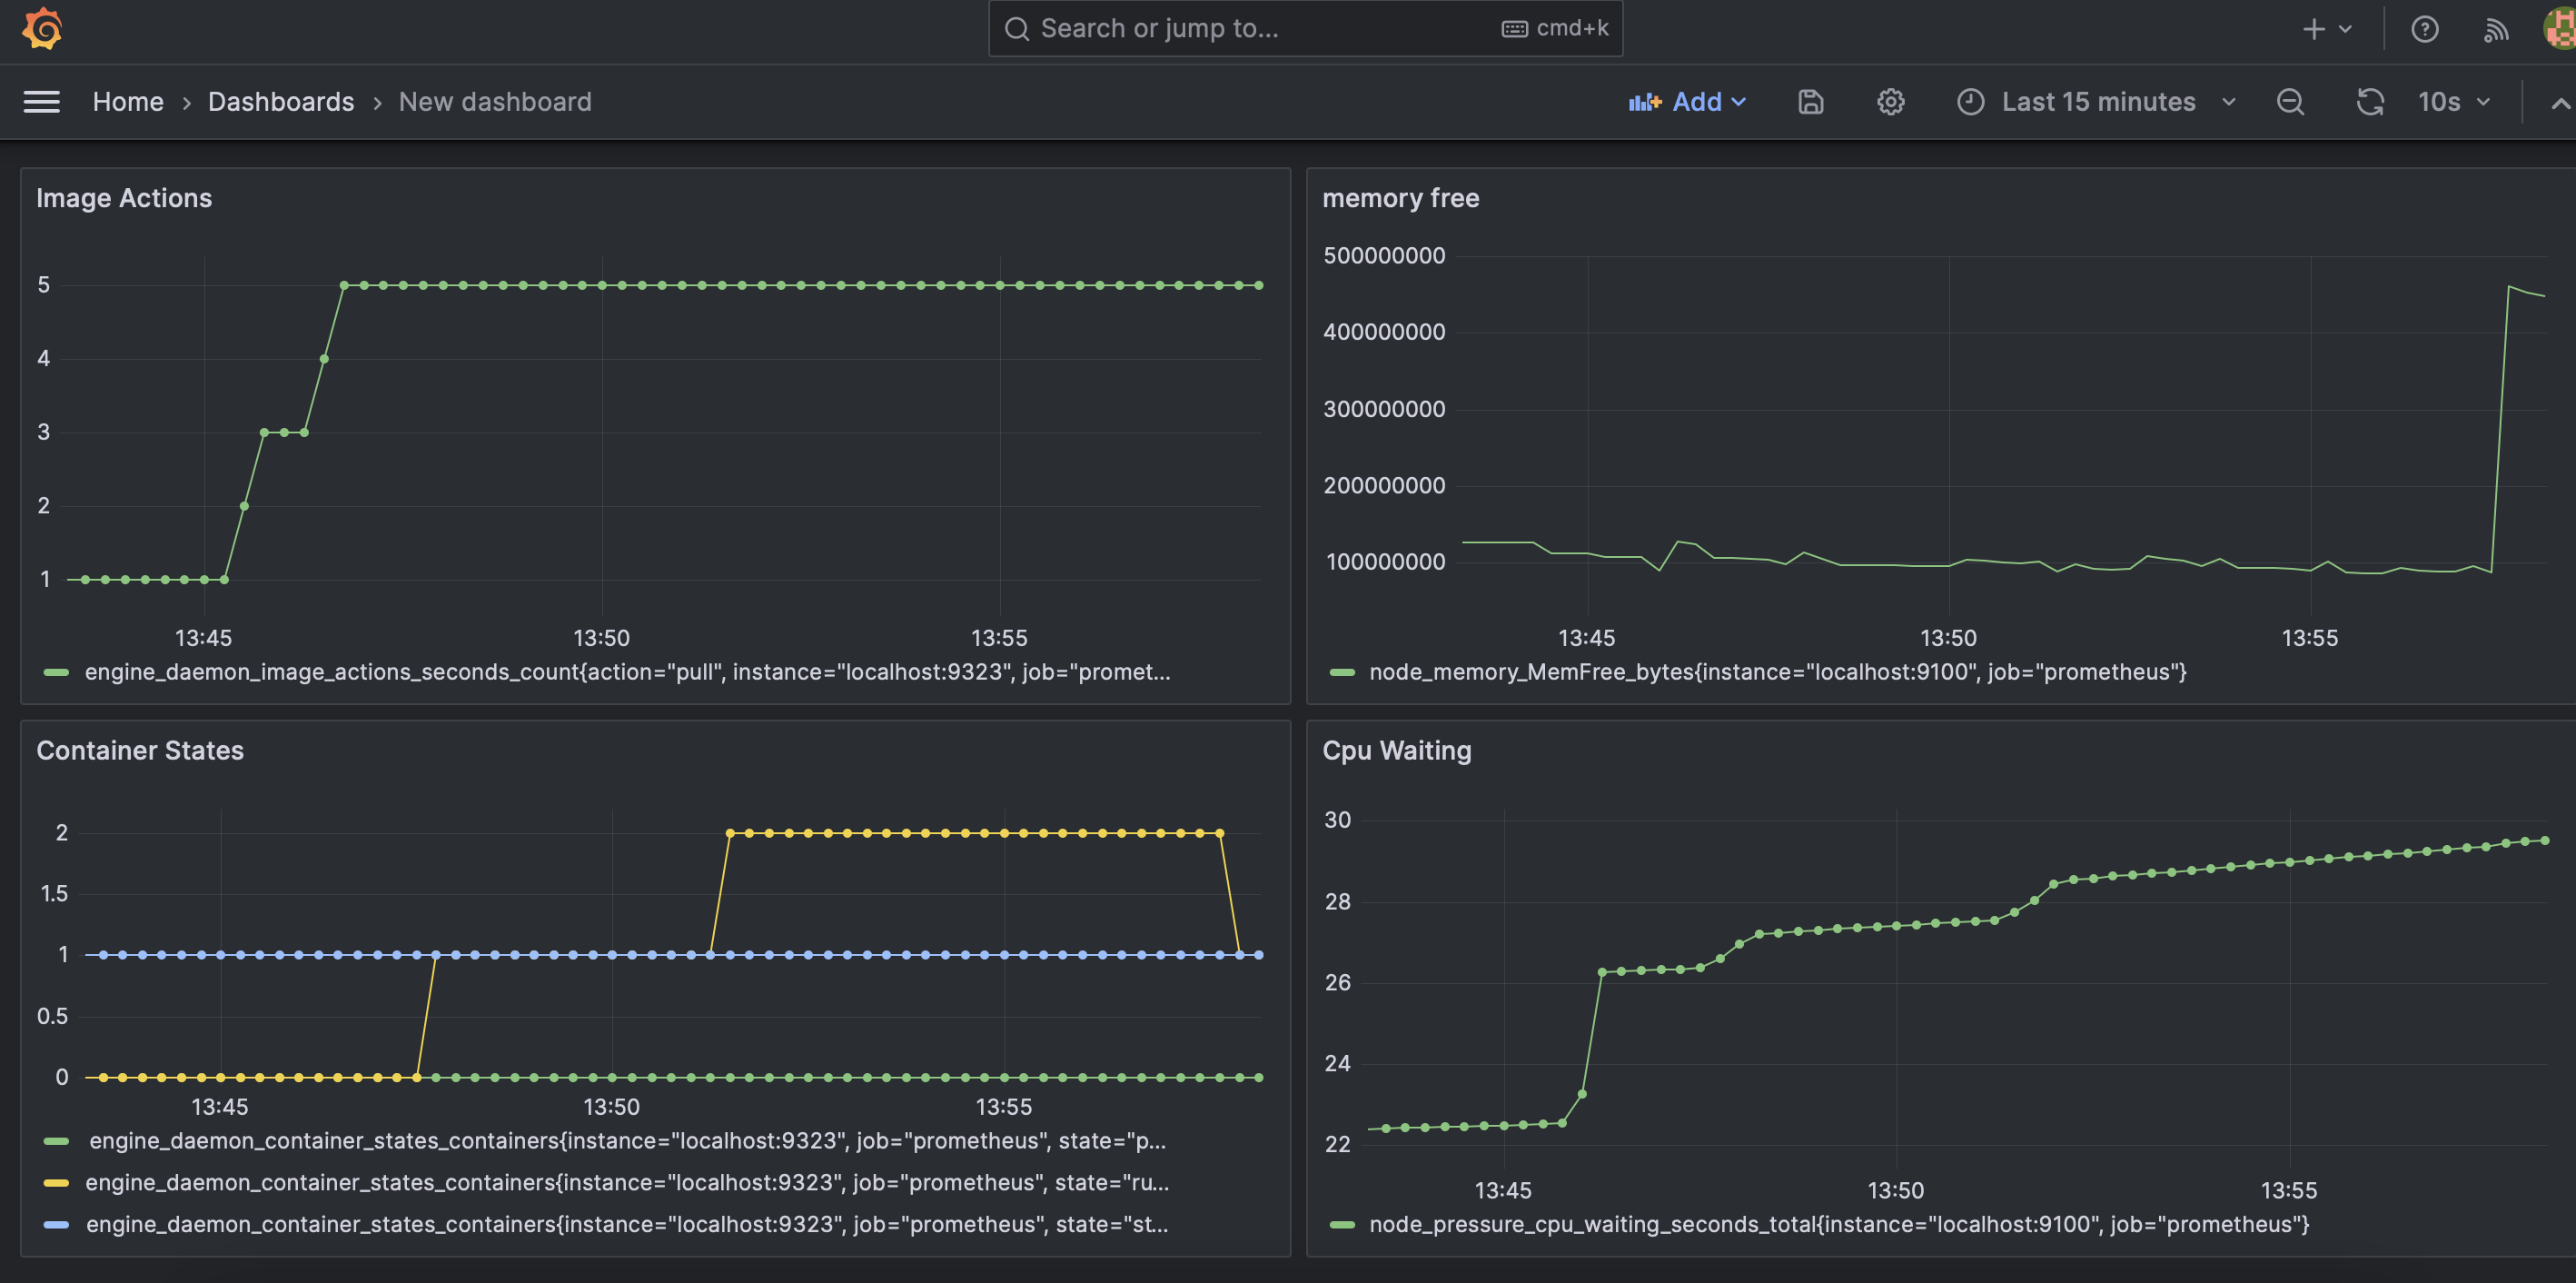 Search or jump to... cmd+k
Home › Dashboards › New dashboard Add Last 15 minutes 10s
Image Actions
5
4
3
2
1
13:45 13:50 13:55
engine_daemon_image_actions_seconds_count{action="pull", instance="localhost:9323", job="promet...
memory free
500000000
400000000
300000000
200000000
100000000
13:45 13:50 13:55
node_memory_MemFree_bytes{instance="localhost:9100", job="prometheus"}
Container States
2
1.5
1
0.5
0
13:45 13:50 13:55
engine_daemon_container_states_containers{instance="localhost:9323", job="prometheus", state="p...
engine_daemon_container_states_containers{instance="localhost:9323", job="prometheus", state="ru...
engine_daemon_container_states_containers{instance="localhost:9323", job="prometheus", state="st...
Cpu Waiting
30
28
26
24
22
13:45 13:50 13:55
node_pressure_cpu_waiting_seconds_total{instance="localhost:9100", job="prometheus"}